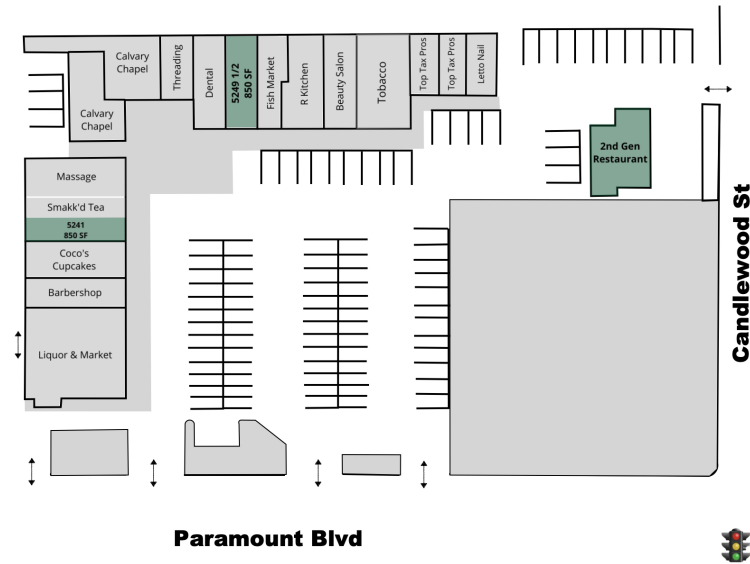 Calvary
Chapel
Calvary
Chapel
Threading
Dental
5249 1/2
850 SF
Fish Market
R Kitchen
Beauty Salon
Tobacco
Top Tax Pros
Top Tax Pros
Letto Nail
2nd Gen
Restaurant
Massage
Smakk'd Tea
5241
850 SF
Coco's
Cupcakes
Barbershop
Liquor & Market
Candlewood St
Paramount Blvd